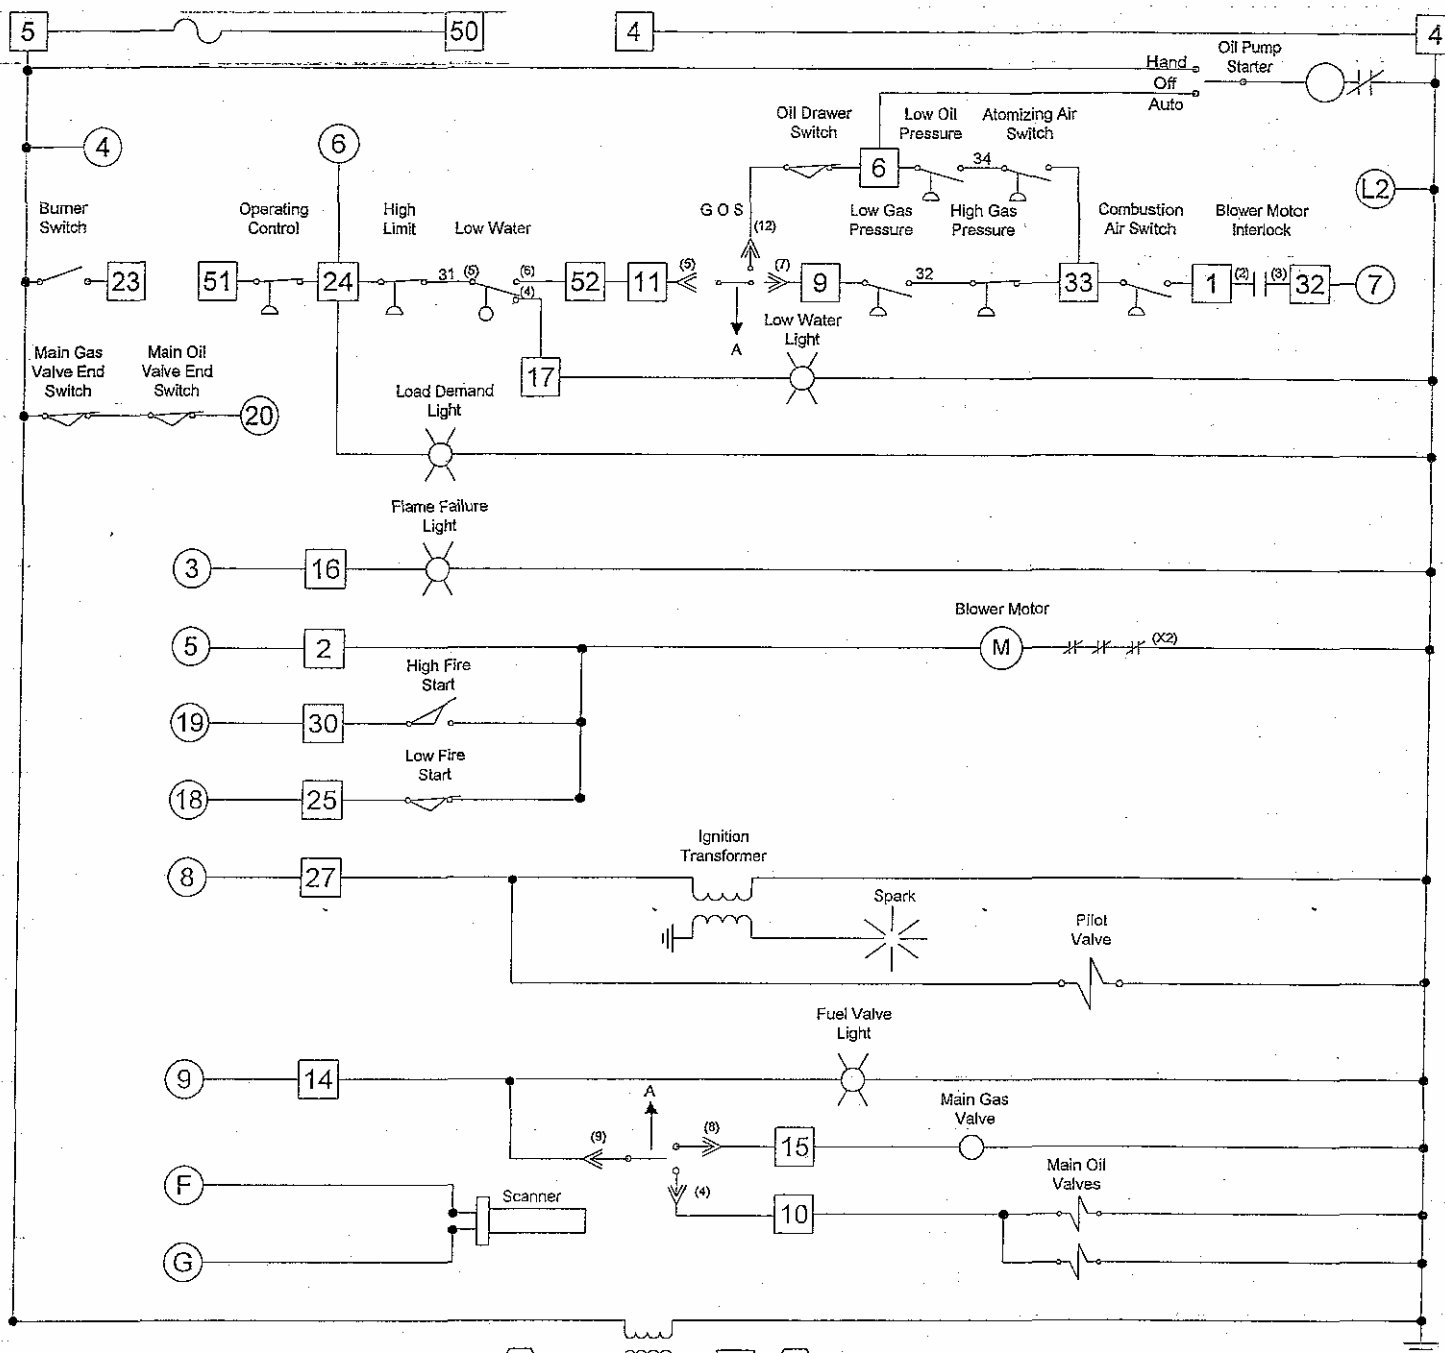 5
50
4
4
Oil Pump
Starter
Hand
Off
Auto
Oil Drawer
Switch
Low Oil
Pressure
Atomizing Air
Switch
4
6
6
34
L2
Burner
Switch
Operating
Control
High
Limit
Low Water
G O S
(12)
Low Gas
Pressure
High Gas
Pressure
Combustion
Air Switch
Blower Motor
Interlock
23
51
24
31
(5)
(6)
(4)
52
11
(5)
(7)
9
32
33
1
(2)
(3)
32
7
A
Low Water
Light
Main Gas
Valve End
Switch
Main Oil
Valve End
Switch
17
Load Demand
Light
20
Flame Failure
Light
3
16
Blower Motor
5
2
M
(X2)
High Fire
Start
19
30
Low Fire
Start
18
25
Ignition
Transformer
8
27
Spark
Pilot
Valve
Fuel Valve
Light
9
14
A
Main Gas
Valve
(9)
(8)
15
Main Oil
Valves
F
Scanner
(4)
10
G